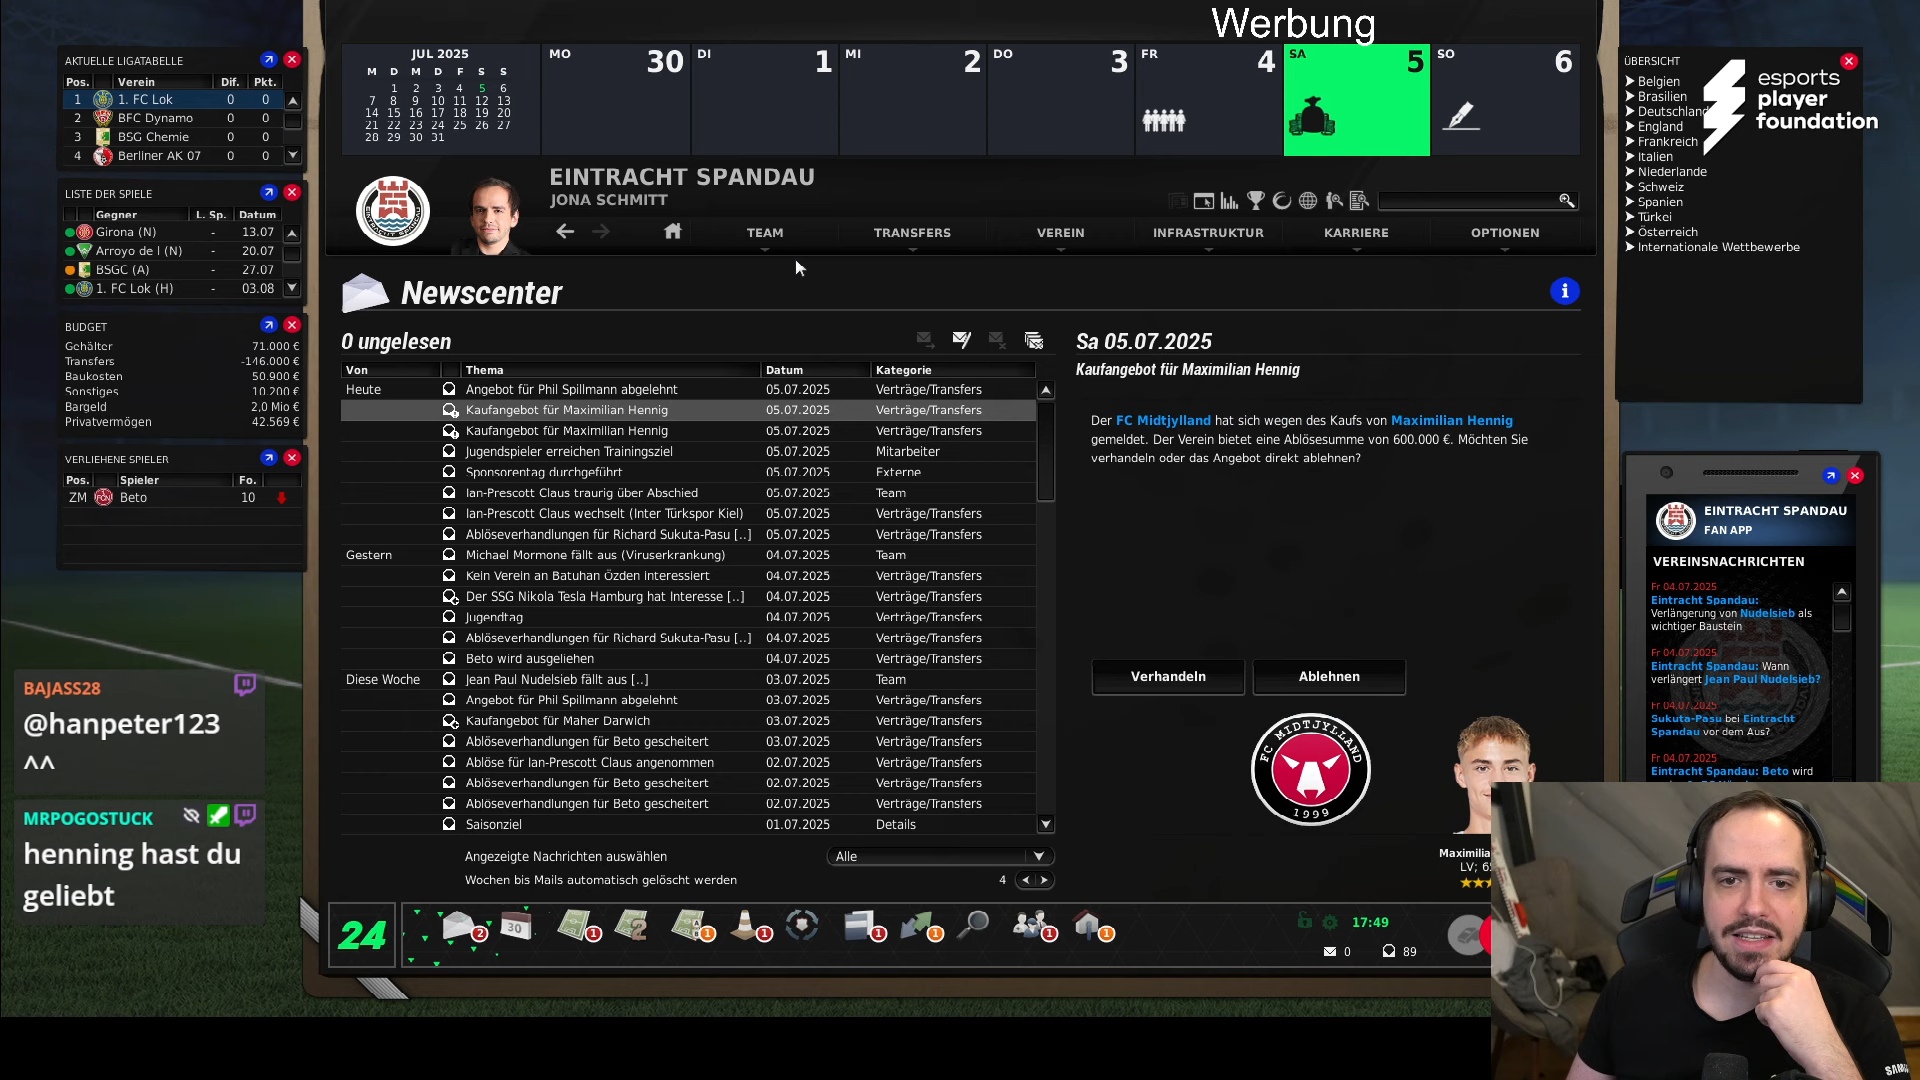 Werbung
AKTUELLE LIGATABELLE
Pos. Verein Dif. Pkt.
1 1. FC Lok 0 0
2 BFC Dynamo 0 0
3 BSG Chemie 0 0
4 Berliner AK 07 0 0
LISTE DER SPIELE
Gegner L. Sp. Datum
Girona (N) - 13.07
Arroyo de l (N) - 20.07
BSGC (A) - 27.07
1. FC Lok (H) - 03.08
BUDGET
Gehälter 71.000 €
Transfers -146.000 €
Baukosten 50.900 €
Sonstiges 10.200 €
Bargeld 2,0 Mio €
Privatvermögen 42.569 €
VERLIEHENE SPIELER
Pos. Spieler Fo.
ZM Beto 10
BAJASS28
@hanpeter123
^^
MRPOGOSTUCK
henning hast du
geliebt
JUL 2025
M D M D F S S
1 2 3 4 5 6
7 8 9 10 11 12 13
14 15 16 17 18 19 20
21 22 23 24 25 26 27
28 29 30 31
MO 30
DI 1
MI 2
DO 3
FR 4
SA 5
SO 6
EINTRACHT SPANDAU
JONA SCHMITT
TEAM TRANSFERS VEREIN INFRASTRUKTUR KARRIERE OPTIONEN
Newscenter
0 ungelesen
Von Thema Datum Kategorie
Heute Angebot für Phil Spillmann abgelehnt 05.07.2025 Verträge/Transfers
Kaufangebot für Maximilian Hennig 05.07.2025 Verträge/Transfers
Kaufangebot für Maximilian Hennig 05.07.2025 Verträge/Transfers
Jugendspieler erreichen Trainingsziel 05.07.2025 Mitarbeiter
Sponsorentag durchgeführt 05.07.2025 Externe
Ian-Prescott Claus traurig über Abschied 05.07.2025 Team
Ian-Prescott Claus wechselt (Inter Türkspor Kiel) 05.07.2025 Verträge/Transfers
Ablöseverhandlungen für Richard Sukuta-Pasu [..] 05.07.2025 Verträge/Transfers
Gestern Michael Mormone fällt aus (Viruserkrankung) 04.07.2025 Team
Kein Verein an Batuhan Özden interessiert 04.07.2025 Verträge/Transfers
Der SSG Nikola Tesla Hamburg hat Interesse [..] 04.07.2025 Verträge/Transfers
Jugendtag 04.07.2025 Verträge/Transfers
Ablöseverhandlungen für Richard Sukuta-Pasu [..] 04.07.2025 Verträge/Transfers
Beto wird ausgeliehen 04.07.2025 Verträge/Transfers
Diese Woche Jean Paul Nudelsieb fällt aus [..] 03.07.2025 Team
Angebot für Phil Spillmann abgelehnt 03.07.2025 Verträge/Transfers
Kaufangebot für Maher Darwich 03.07.2025 Verträge/Transfers
Ablöseverhandlungen für Beto gescheitert 03.07.2025 Verträge/Transfers
Ablöse für Ian-Prescott Claus angenommen 02.07.2025 Verträge/Transfers
Ablöseverhandlungen für Beto gescheitert 02.07.2025 Verträge/Transfers
Ablöseverhandlungen für Beto gescheitert 02.07.2025 Verträge/Transfers
Saisonziel 01.07.2025 Details
Angezeigte Nachrichten auswählen Alle
Wochen bis Mails automatisch gelöscht werden 4
Sa 05.07.2025
Kaufangebot für Maximilian Hennig
Der FC Midtjylland hat sich wegen des Kaufs von Maximilian Hennig
gemeldet. Der Verein bietet eine Ablösesumme von 600.000 €. Möchten Sie
verhandeln oder das Angebot direkt ablehnen?
Verhandeln Ablehnen
FC MIDTJYLLAND
1999
Maximilia
LV; 6
24
2 30 1 2 1 1 1 1 1 1
17:49
0 89
ÜBERSICHT
Belgien
Brasilien
Deutschland
England
Frankreich
Italien
Niederlande
Schweiz
Spanien
Türkei
Österreich
Internationale Wettbewerbe
esports
player
foundation
EINTRACHT SPANDAU
FAN APP
VEREINSNACHRICHTEN
Fr 04.07.2025
Eintracht Spandau:
Verlängerung von Nudelsieb als
wichtiger Baustein
Fr 04.07.2025
Eintracht Spandau: Wann
verlängert Jean Paul Nudelsieb?
Fr 04.07.2025
Sukuta-Pasu bei Eintracht
Spandau vor dem Aus?
Fr 04.07.2025
Eintracht Spandau: Beto wird